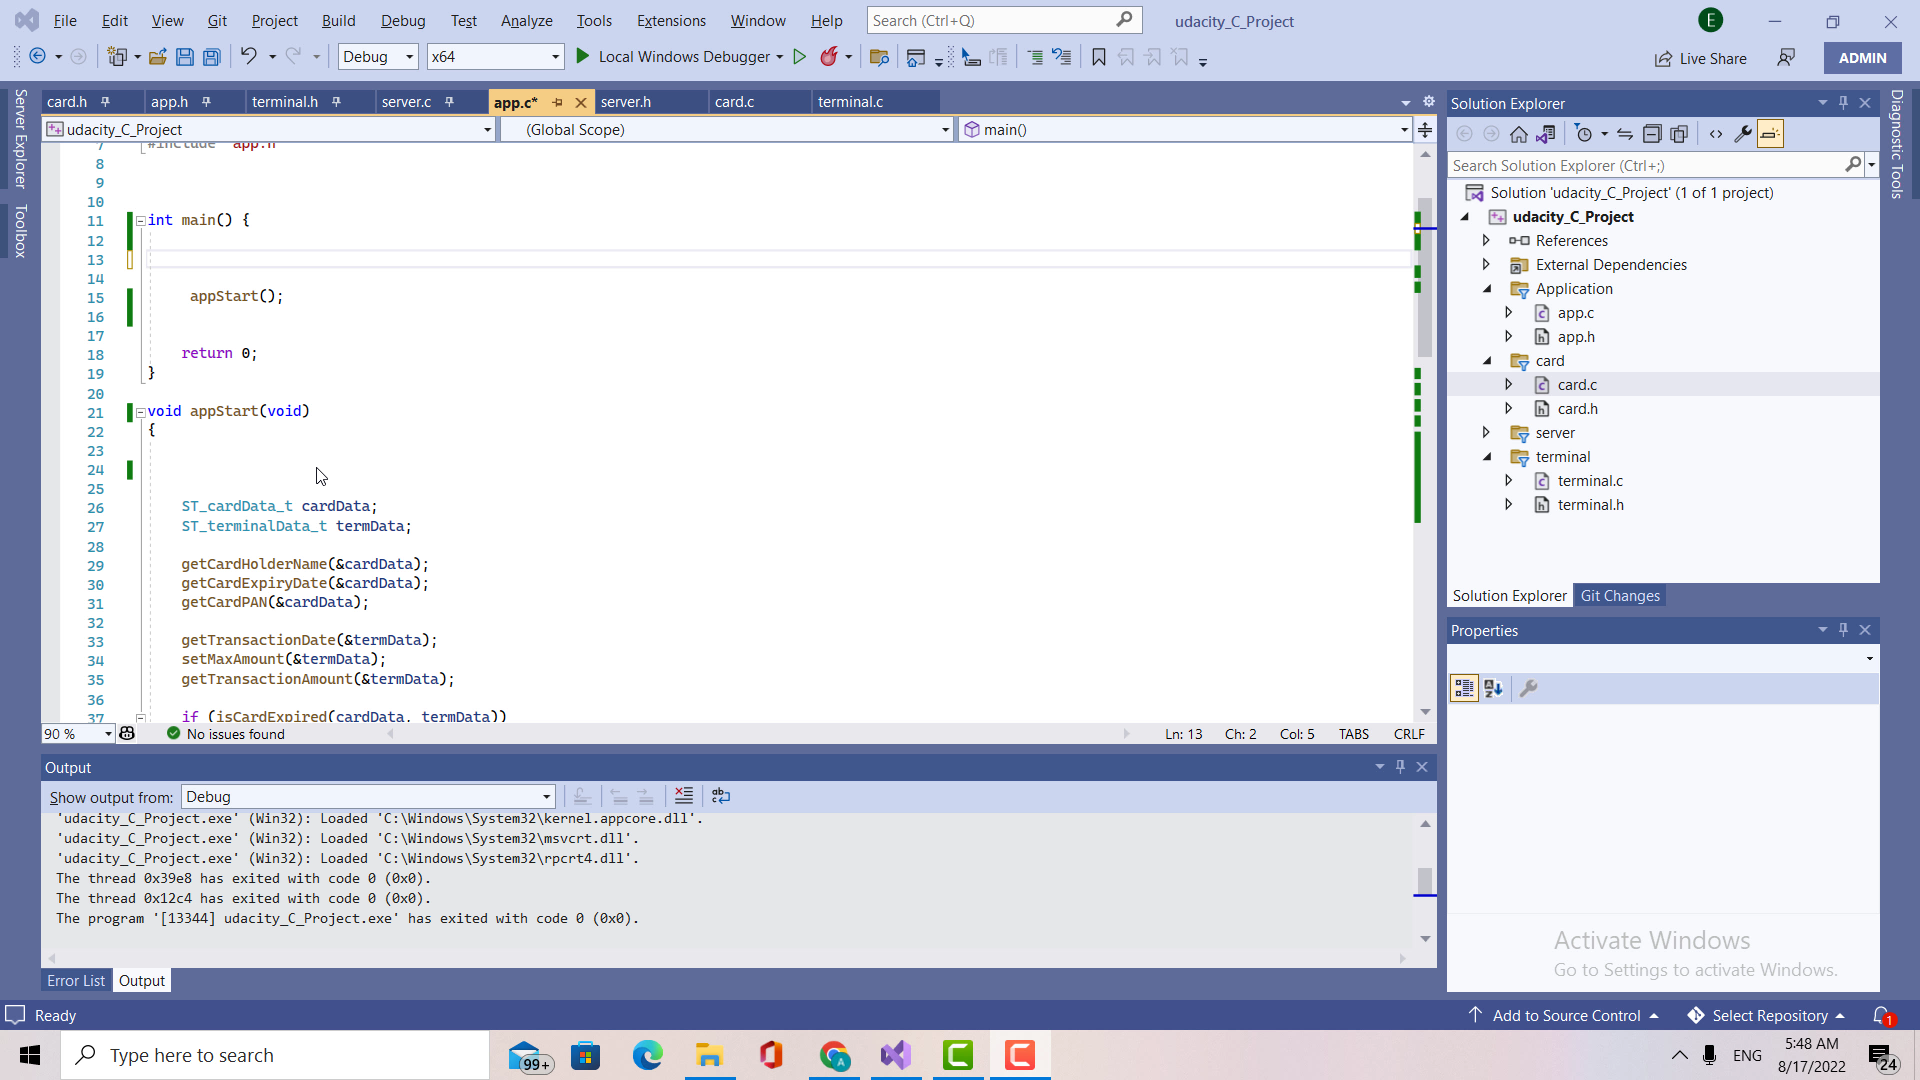 File Edit View Git Project Build Debug Test Analyze Tools Extensions Window Help Search (Ctrl+Q) udacity_C_Project E
Debug x64 Local Windows Debugger Live Share ADMIN
Server Explorer
Toolbox
card.h app.h terminal.h server.c app.c* server.h card.c terminal.c
udacity_C_Project (Global Scope) main()
7 #include "app.h"
8
9
10
11 int main() {
12
13
14
15 appStart();
16
17
18 return 0;
19 }
20
21 void appStart(void)
22 {
23
24
25
26 ST_cardData_t cardData;
27 ST_terminalData_t termData;
28
29 getCardHolderName(&cardData);
30 getCardExpiryDate(&cardData);
31 getCardPAN(&cardData);
32
33 getTransactionDate(&termData);
34 setMaxAmount(&termData);
35 getTransactionAmount(&termData);
36
37 if (isCardExpired(cardData, termData))
90 % No issues found Ln: 13 Ch: 2 Col: 5 TABS CRLF
Output
Show output from: Debug
'udacity_C_Project.exe' (Win32): Loaded 'C:\Windows\System32\kernel.appcore.dll'.
'udacity_C_Project.exe' (Win32): Loaded 'C:\Windows\System32\msvcrt.dll'.
'udacity_C_Project.exe' (Win32): Loaded 'C:\Windows\System32\rpcrt4.dll'.
The thread 0x39e8 has exited with code 0 (0x0).
The thread 0x12c4 has exited with code 0 (0x0).
The program '[13344] udacity_C_Project.exe' has exited with code 0 (0x0).
Error List Output
Solution Explorer
Search Solution Explorer (Ctrl+;)
Solution 'udacity_C_Project' (1 of 1 project)
udacity_C_Project
References
External Dependencies
Application
app.c
app.h
card
card.c
card.h
server
terminal
terminal.c
terminal.h
Solution Explorer Git Changes
Properties
Diagnostic Tools
Activate Windows
Go to Settings to activate Windows.
Ready Add to Source Control Select Repository 1
Type here to search 99+ A ENG 5:48 AM
8/17/2022 24